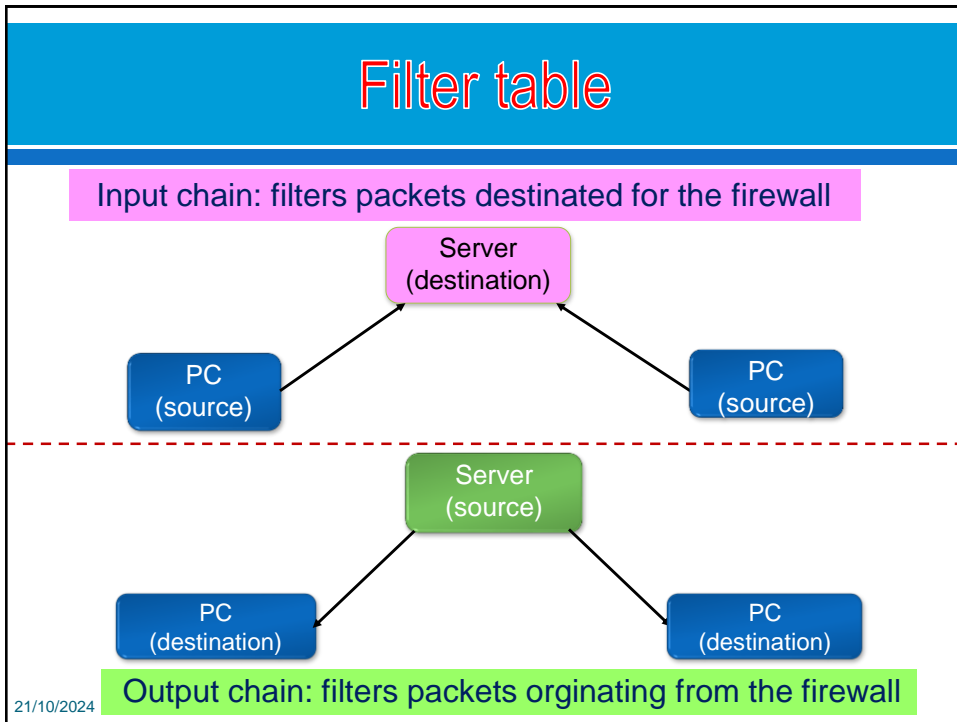 Filter table
Input chain: filters packets destinated for the firewall
Server
(destination)
PC
(source)
PC
(source)
Server
(source)
PC
(destination)
PC
(destination)
Output chain: filters packets orginating from the firewall
21/10/2024